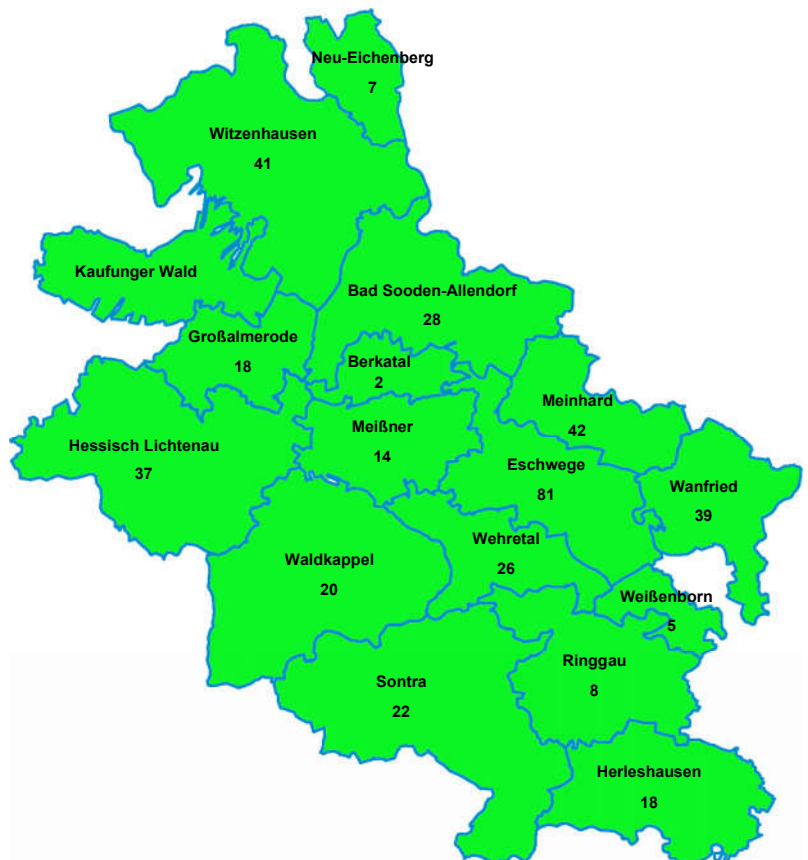 Neu-Eichenberg
7
Witzenhausen
41
Kaufunger Wald
Bad Sooden-Allendorf
28
Großalmerode
18
Berkatal
2
Meinhard
42
Meißner
14
Hessisch Lichtenau
37
Eschwege
81
Wanfried
39
Wehretal
26
Waldkappel
20
Weißenborn
5
Ringgau
8
Sontra
22
Herleshausen
18